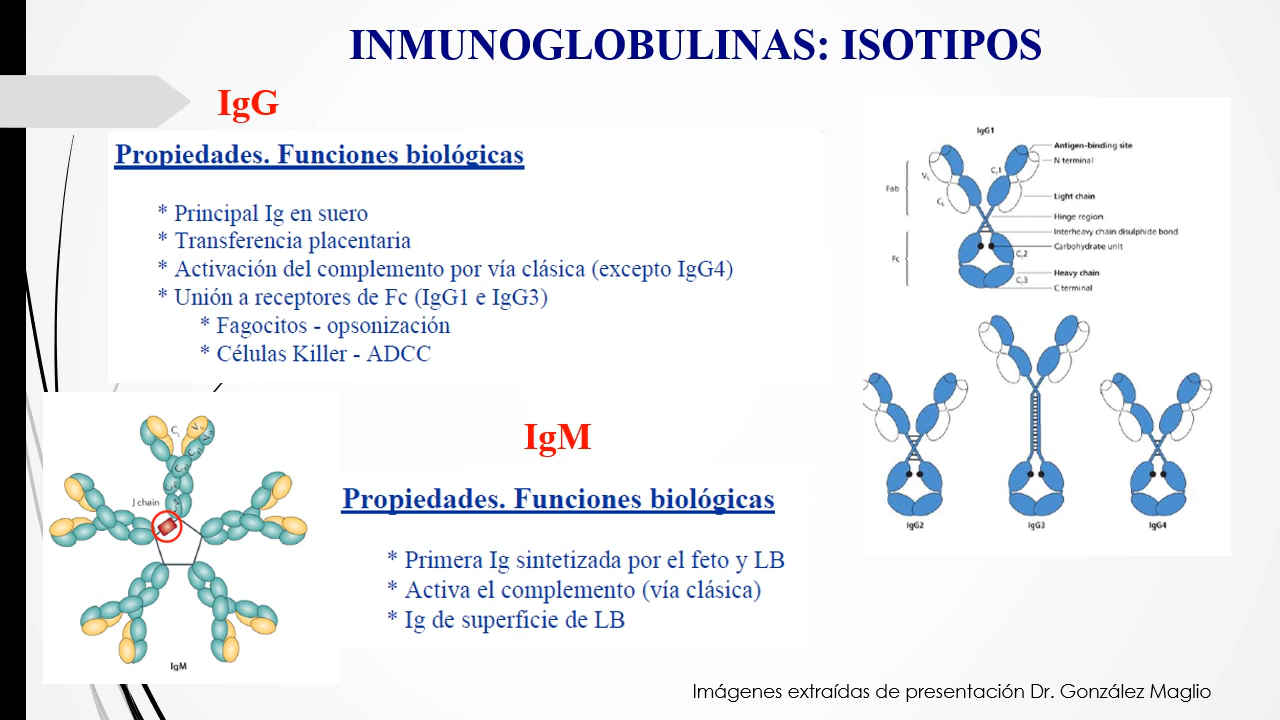 INMUNOGLOBULINAS: ISOTIPOS
IgG
Propiedades. Funciones biológicas
* Principal Ig en suero
* Transferencia placentaria
* Activación del complemento por vía clásica (excepto IgG4)
* Unión a receptores de Fc (IgG1 e IgG3)
* Fagocitos - opsonización
* Células Killer - ADCC
IgG1
Antigen-binding site
N terminal
Light chain
Hinge region
Interheavy chain disulphide bond
Carbohydrate unit
Heavy chain
C terminal
Fab
Fc
VL
CL
IgG2
IgG3
IgG4
IgM
Propiedades. Funciones biológicas
* Primera Ig sintetizada por el feto y LB
* Activa el complemento (vía clásica)
* Ig de superficie de LB
CL
VL
J chain
IgM
Imágenes extraídas de presentación Dr. González Maglio